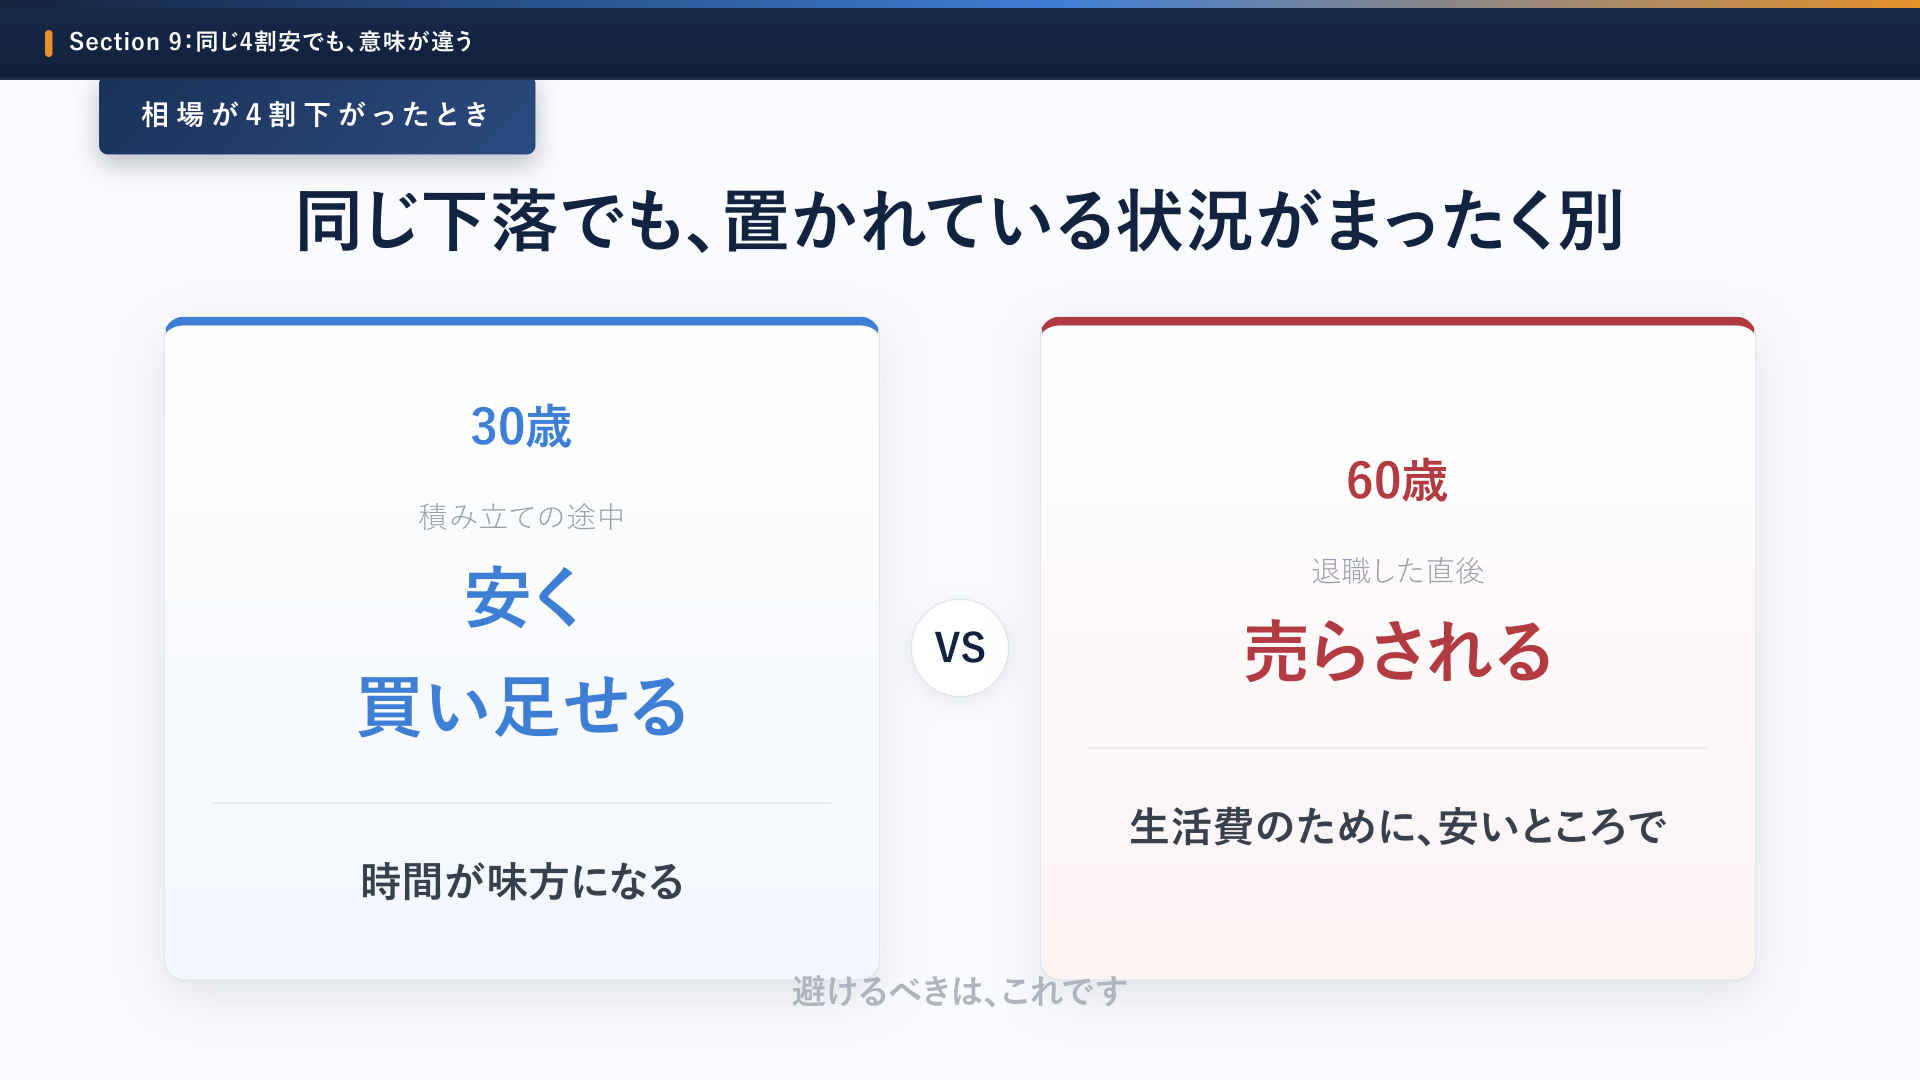 Section 9：同じ4割安でも、意味が違う
相場が4割下がったとき
同じ下落でも、置かれている状況がまったく別
30歳
積み立ての途中
安く
買い足せる
時間が味方になる
VS
60歳
退職した直後
売らされる
生活費のために、安いところで
避けるべきは、これです